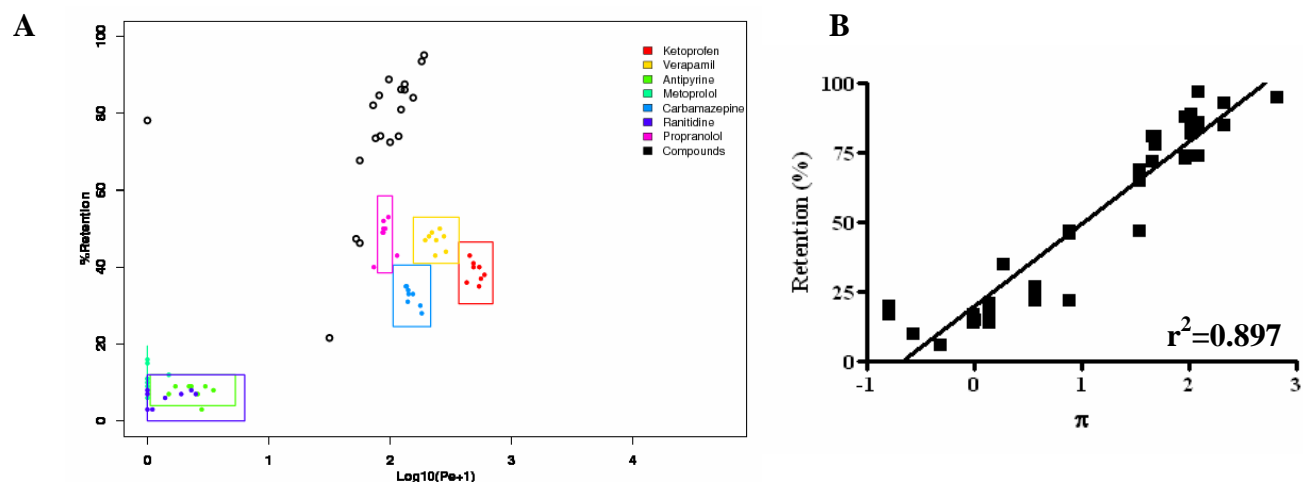 A
%Retention
100
80
60
40
20
0
0 1 2 3 4
Log10(Pe+1)
Ketoprofen
Verapamil
Antipyrine
Metoprolol
Carbamazepine
Ranitidine
Propranolol
Compounds
B
Retention (%)
100
75
50
25
0
-1 0 1 2 3
π
r²=0.897